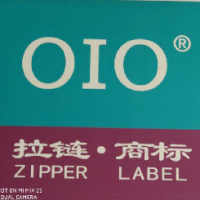 OIO®
拉链·商标
ZIPPER LABEL
SHOT ON MI MIX 2S
DUAL CAMERA